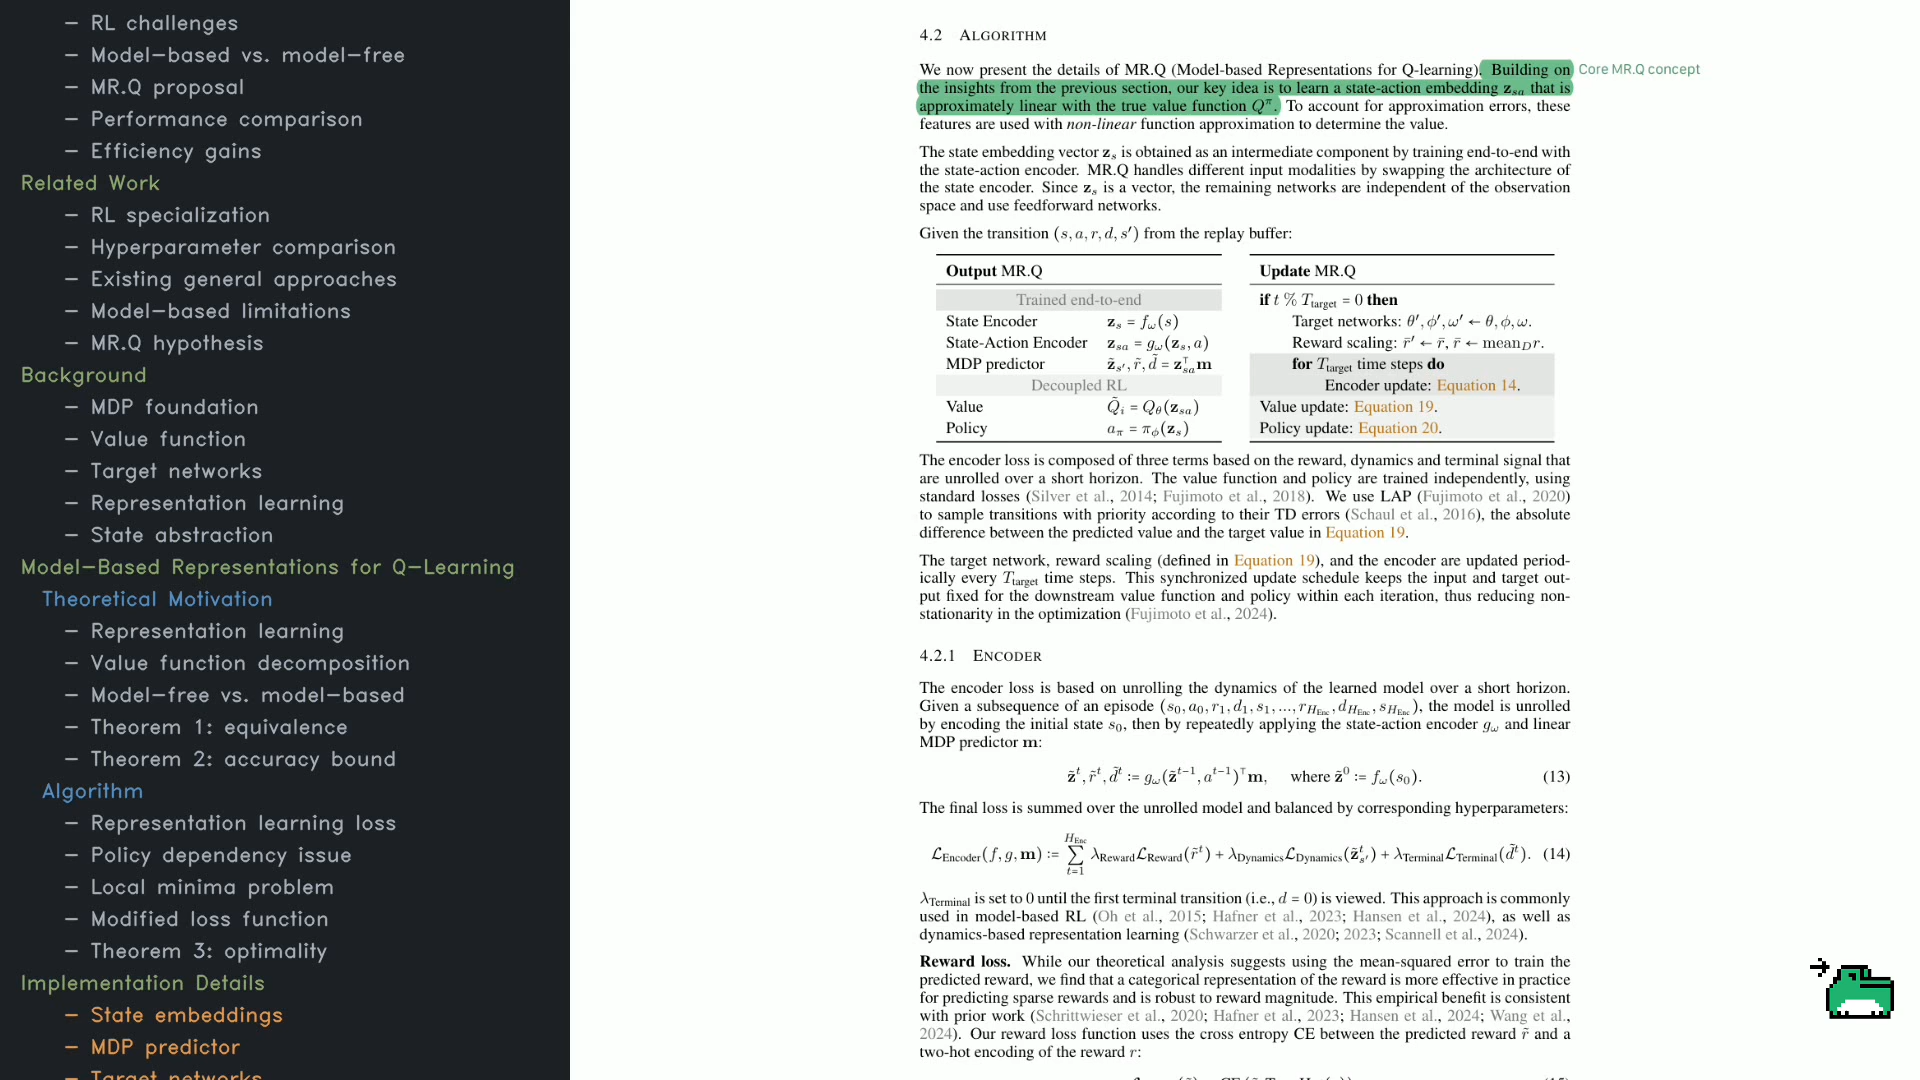 – RL challenges
– Model-based vs. model-free
– MR.Q proposal
– Performance comparison
– Efficiency gains
Related Work
– RL specialization
– Hyperparameter comparison
– Existing general approaches
– Model-based limitations
– MR.Q hypothesis
Background
– MDP foundation
– Value function
– Target networks
– Representation learning
– State abstraction
Model-Based Representations for Q-Learning
Theoretical Motivation
– Representation learning
– Value function decomposition
– Model-free vs. model-based
– Theorem 1: equivalence
– Theorem 2: accuracy bound
Algorithm
– Representation learning loss
– Policy dependency issue
– Local minima problem
– Modified loss function
– Theorem 3: optimality
Implementation Details
– State embeddings
– MDP predictor
– Target networks
4.2 ALGORITHM
We now present the details of MR.Q (Model-based Representations for Q-learning). Building on
the insights from the previous section, our key idea is to learn a state-action embedding z_sa that is
approximately linear with the true value function Q^π. To account for approximation errors, these
features are used with non-linear function approximation to determine the value.
Core MR.Q concept
The state embedding vector z_s is obtained as an intermediate component by training end-to-end with
the state-action encoder. MR.Q handles different input modalities by swapping the architecture of
the state encoder. Since z_s is a vector, the remaining networks are independent of the observation
space and use feedforward networks.
Given the transition (s, a, r, d, s′) from the replay buffer:
Output MR.Q
Trained end-to-end
State Encoder z_s = f_ω(s)
State-Action Encoder z_sa = g_ω(z_s, a)
MDP predictor z̃_s′, r̃, d̃ = z_sa^⊤ m
Decoupled RL
Value Q̃_i = Q_θ(z_sa)
Policy a_π = π_ϕ(z_s)
Update MR.Q
if t % T_target = 0 then
Target networks: θ′, ϕ′, ω′ ← θ, ϕ, ω.
Reward scaling: r̄′ ← r̄, r̄ ← mean_D r.
for T_target time steps do
Encoder update: Equation 14.
Value update: Equation 19.
Policy update: Equation 20.
The encoder loss is composed of three terms based on the reward, dynamics and terminal signal that
are unrolled over a short horizon. The value function and policy are trained independently, using
standard losses (Silver et al., 2014; Fujimoto et al., 2018). We use LAP (Fujimoto et al., 2020)
to sample transitions with priority according to their TD errors (Schaul et al., 2016), the absolute
difference between the predicted value and the target value in Equation 19.
The target network, reward scaling (defined in Equation 19), and the encoder are updated period-
ically every T_target time steps. This synchronized update schedule keeps the input and target out-
put fixed for the downstream value function and policy within each iteration, thus reducing non-
stationarity in the optimization (Fujimoto et al., 2024).
4.2.1 ENCODER
The encoder loss is based on unrolling the dynamics of the learned model over a short horizon.
Given a subsequence of an episode (s_0, a_0, r_1, d_1, s_1, ..., r_H_Enc, d_H_Enc, s_H_Enc), the model is unrolled
by encoding the initial state s_0, then by repeatedly applying the state-action encoder g_ω and linear
MDP predictor m:
z̃^t, r̃^t, d̃^t := g_ω(z̃^{t−1}, a^{t−1})^⊤ m, where z̃^0 := f_ω(s_0). (13)
The final loss is summed over the unrolled model and balanced by corresponding hyperparameters:
L_Encoder(f, g, m) := ∑_{t=1}^{H_Enc} λ_Reward L_Reward(r̃^t) + λ_Dynamics L_Dynamics(z̃^t_s′) + λ_Terminal L_Terminal(d̃^t). (14)
λ_Terminal is set to 0 until the first terminal transition (i.e., d = 0) is viewed. This approach is commonly
used in model-based RL (Oh et al., 2015; Hafner et al., 2023; Hansen et al., 2024), as well as
dynamics-based representation learning (Schwarzer et al., 2020; 2023; Scannell et al., 2024).
Reward loss. While our theoretical analysis suggests using the mean-squared error to train the
predicted reward, we find that a categorical representation of the reward is more effective in practice
for predicting sparse rewards and is robust to reward magnitude. This empirical benefit is consistent
with prior work (Schrittwieser et al., 2020; Hafner et al., 2023; Hansen et al., 2024; Wang et al.,
2024). Our reward loss function uses the cross entropy CE between the predicted reward r̃ and a
two-hot encoding of the reward r: